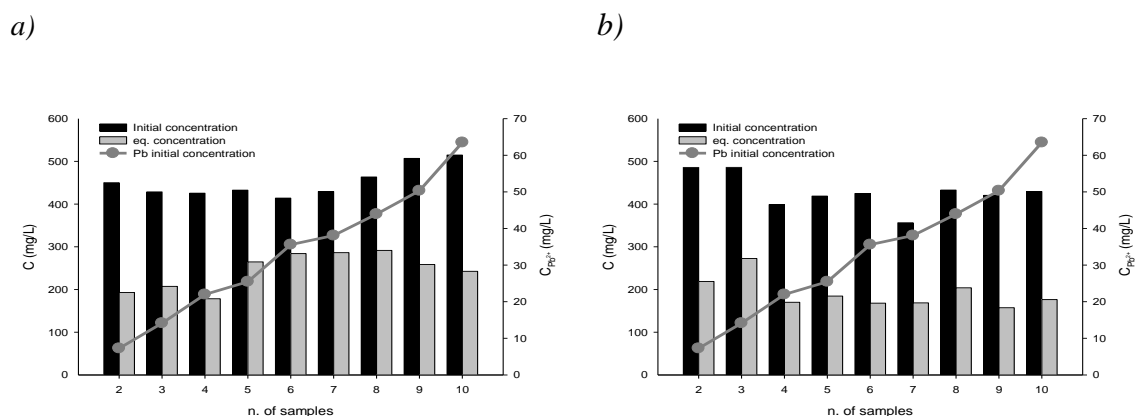 a)
b)
600
500
400
300
200
100
0
C (mg/L)
Initial concentration
eq. concentration
Pb initial concentration
70
60
50
40
30
20
10
0
C_Pb²⁺ (mg/L)
2 3 4 5 6 7 8 9 10
n. of samples
600
500
400
300
200
100
0
C (mg/L)
Initial concentration
eq. concentration
Pb initial concentration
70
60
50
40
30
20
10
0
C_Pb²⁺ (mg/L)
2 3 4 5 6 7 8 9 10
n. of samples